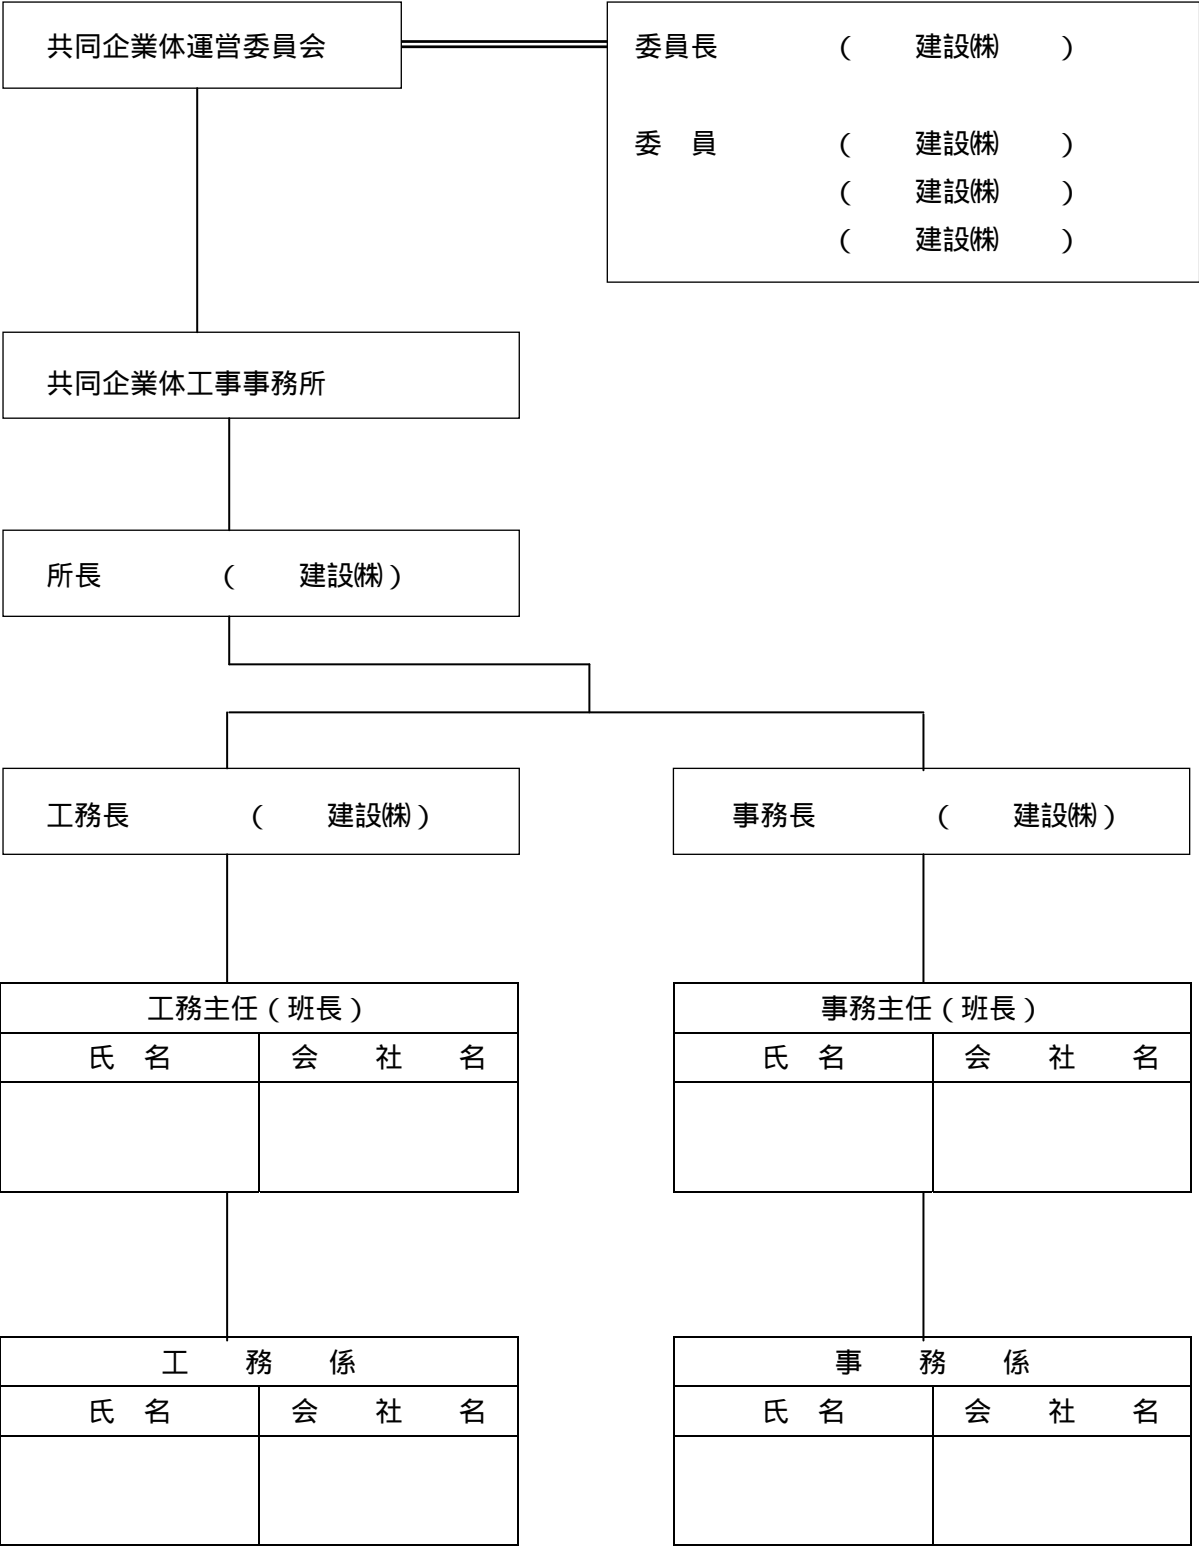 共同企業体運営委員会
委員長　　　　(　　建設㈱　　)
委　員　　　　(　　建設㈱　　)
(　　建設㈱　　)
(　　建設㈱　　)
共同企業体工事事務所
所長　　　　(　　建設㈱)
工務長　　　　(　　建設㈱)
事務長　　　　(　　建設㈱)
工務主任(班長)
氏　名　　会　社　名
事務主任(班長)
氏　名　　会　社　名
工　務　係
氏　名　　会　社　名
事　務　係
氏　名　　会　社　名